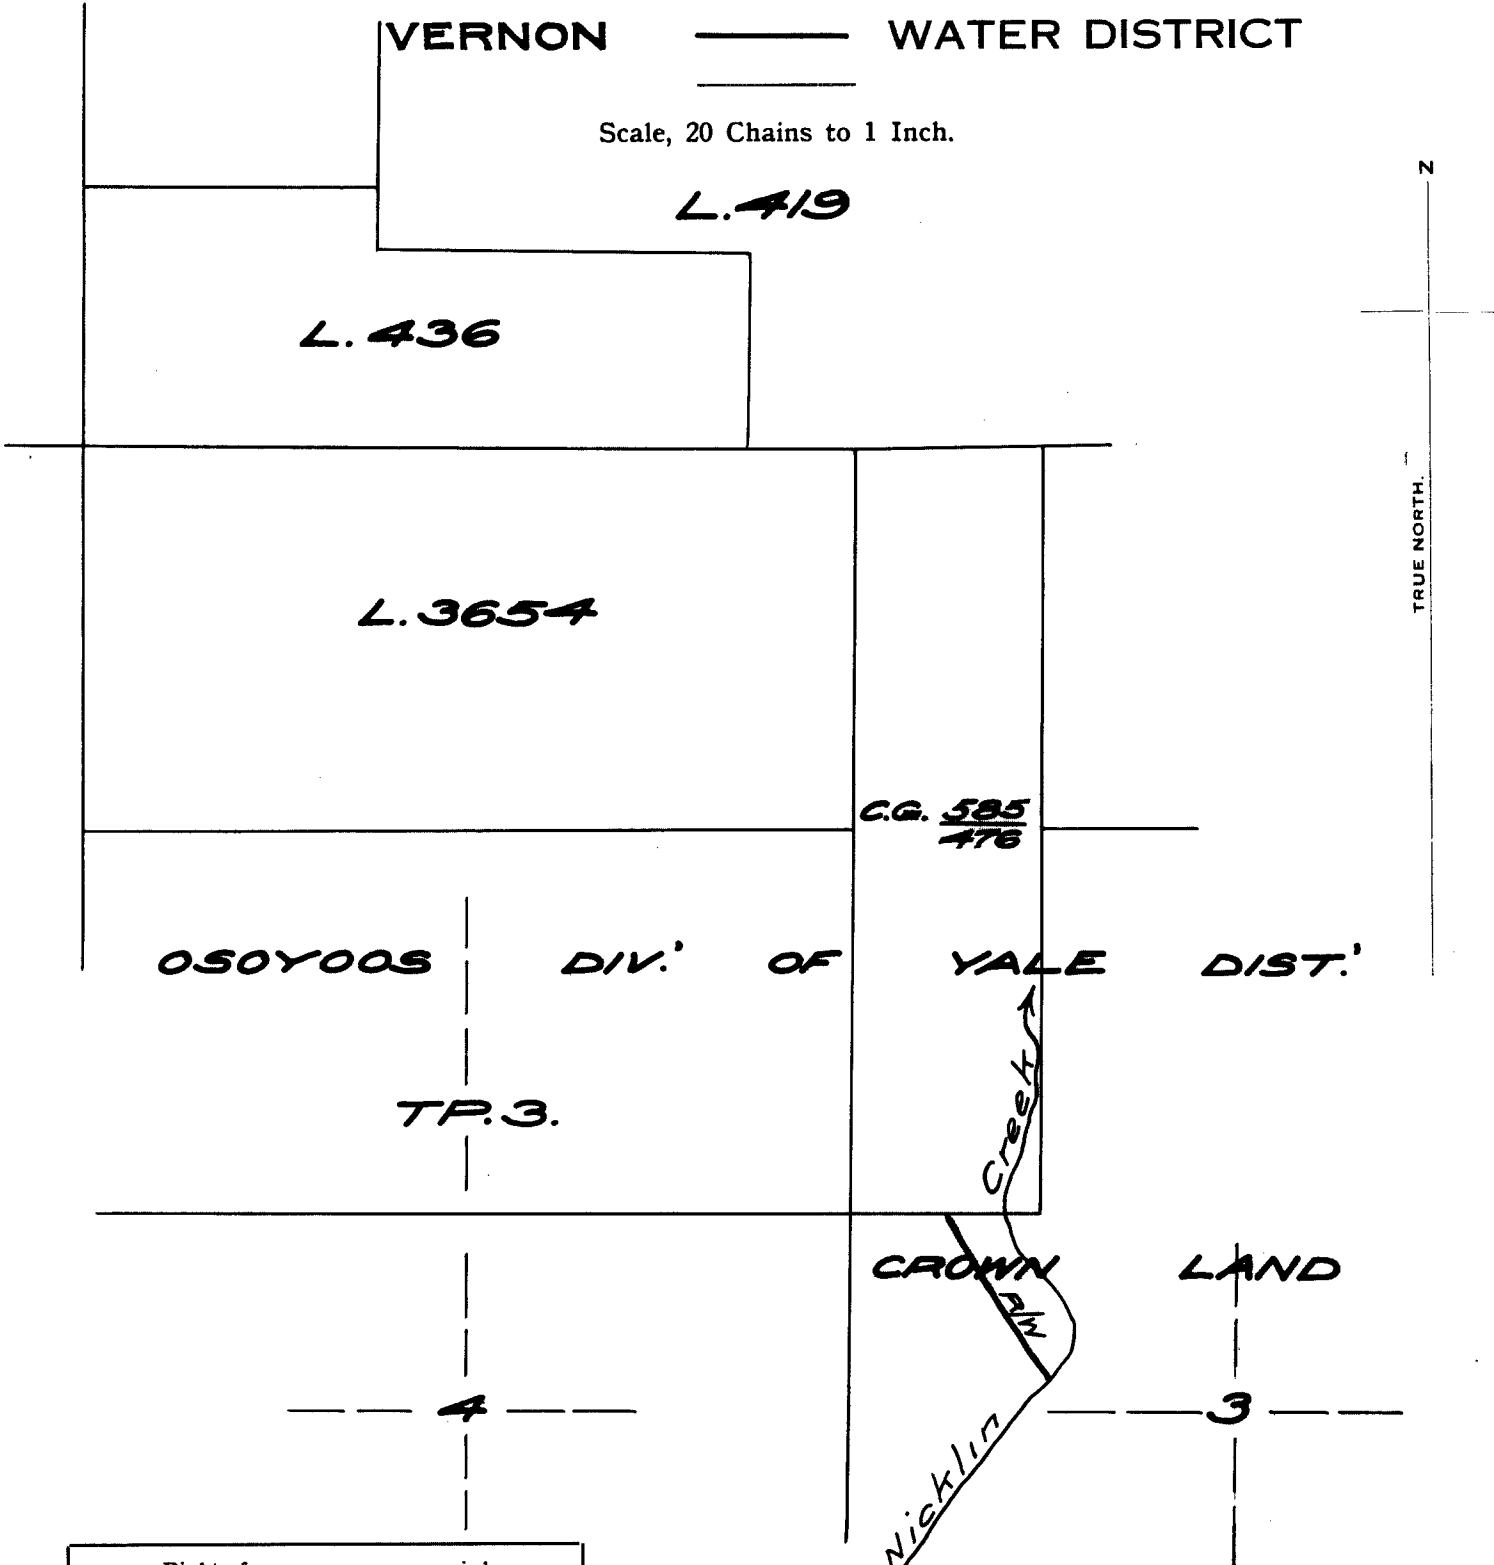 VERNON WATER DISTRICT
Scale, 20 Chains to 1 Inch.
N
L.419
L.436
TRUE NORTH.
L.3654
C.G. 585
476
OSOYOOS DIV.' OF YALE DIST.'
Creek
TP.3.
CROWN LAND
R/W
4
3
Nicklin